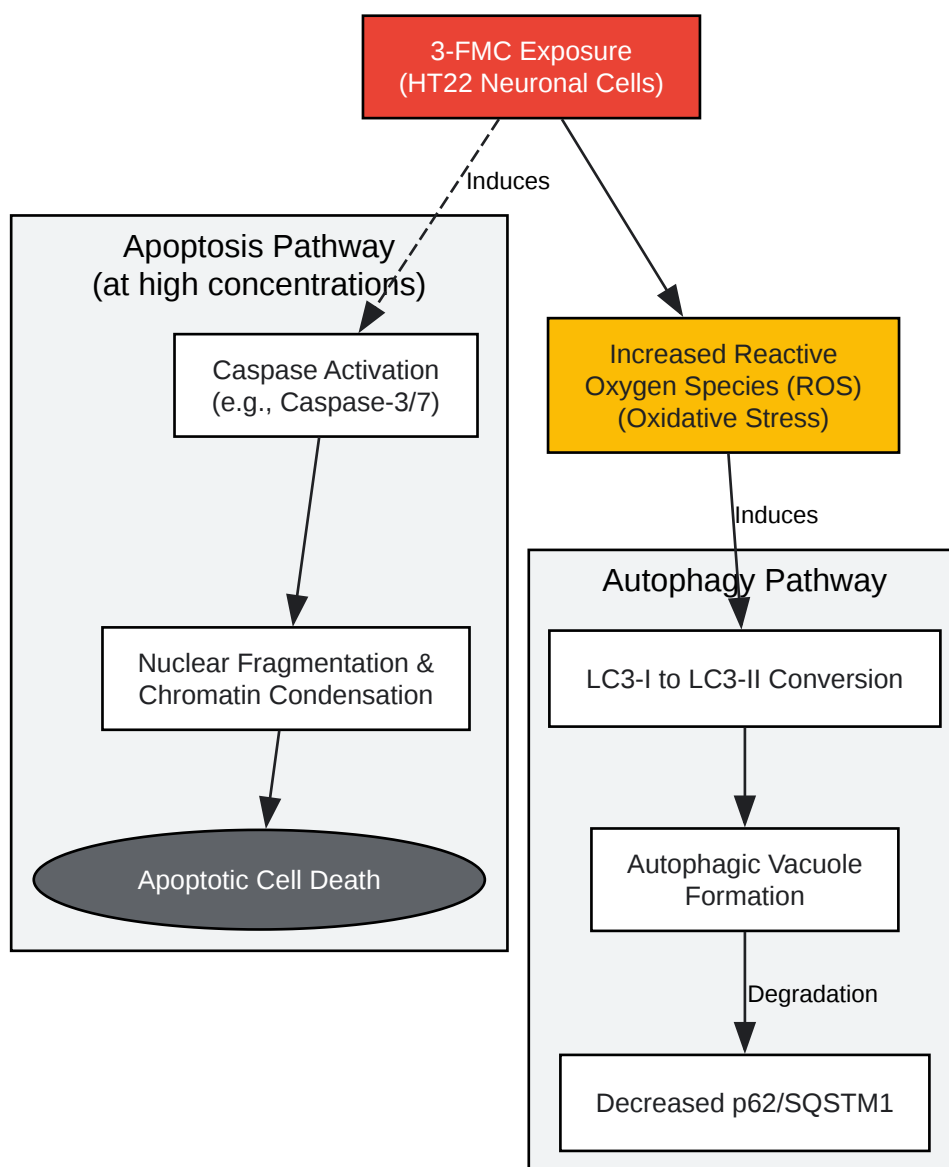 3-FMC Exposure
(HT22 Neuronal Cells)
Induces
Apoptosis Pathway
(at high concentrations)
Caspase Activation
(e.g., Caspase-3/7)
Nuclear Fragmentation &
Chromatin Condensation
Apoptotic Cell Death
Increased Reactive
Oxygen Species (ROS)
(Oxidative Stress)
Induces
Autophagy Pathway
LC3-I to LC3-II Conversion
Autophagic Vacuole
Formation
Degradation
Decreased p62/SQSTM1